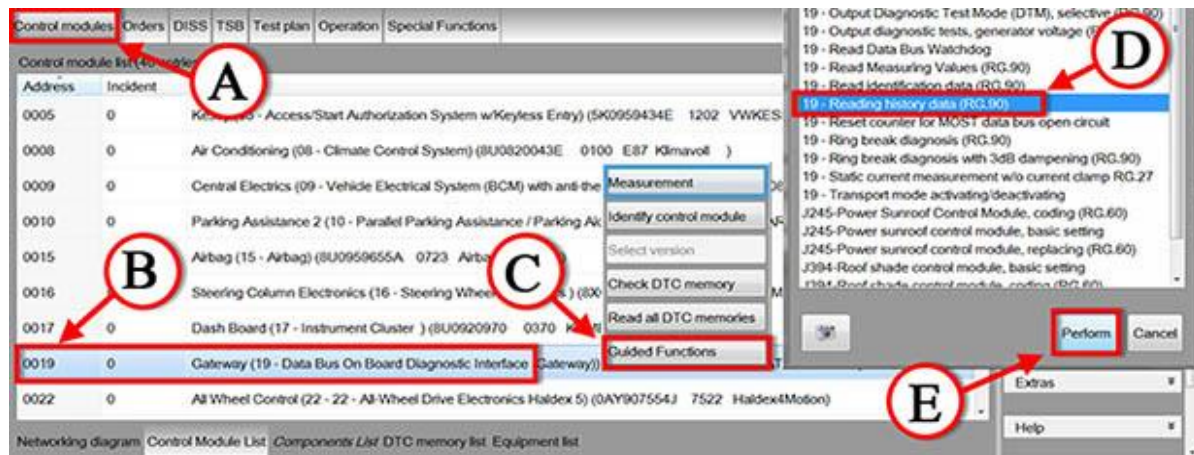 Control modules Orders DISS TSB Test plan Operation Special Functions
Control module list (40 entries
Address Incident
A
0005 0 - Access/Start Authorization System w/Keyless Entry) (5K0959434E 1202 VWKES
0008 0 Air Conditioning (08 - Climate Control System) (8U0820043E 0100 E87 Klimavoll )
0009 0 Central Electrics (09 - Vehicle Electrical System (BCM) with anti-the
0010 0 Parking Assistance 2 (10 - Parallel Parking Assistance / Parking Aid
0015 0 Airbag (15 - Airbag) (8U0959655A 0723 Airba
B
0016 0 Steering Column Electronics (16 - Steering Wheel ) (8X
0017 0 Dash Board (17 - Instrument Cluster ) (8U0920970 0370
0019 0 Gateway (19 - Data Bus On Board Diagnostic Interface Gateway))
0022 0 All Wheel Control (22 - 22 - All-Wheel Drive Electronics Haldex 5) (0AY907554J 7522 Haldex4Motion)
Networking diagram Control Module List Components List DTC memory list Equipment list
Measurement
Identify control module
Select version
Check DTC memory
Read all DTC memories
Guided Functions
C
19 - Output Diagnostic Test Mode (DTM), selective (RG.90)
19 - Output diagnostic tests, generator voltage
19 - Read Data Bus Watchdog
19 - Read Measuring Values (RG.90)
19 - Read identification data (RG.90)
19 - Reading history data (RG.90)
19 - Reset counter for MOST data bus open circuit
19 - Ring break diagnosis (RG.90)
19 - Ring break diagnosis with 3dB dampening (RG.90)
19 - Static current measurement w/o current clamp RG.27
19 - Transport mode activating/deactivating
J245-Power Sunroof Control Module, coding (RG.60)
J245-Power sunroof control module, basic setting
J245-Power sunroof control module, replacing (RG.60)
J394-Roof shade control module, basic setting
J394-Roof shade control module, coding (RG.60)
D
Perform Cancel
E
Extras
Help